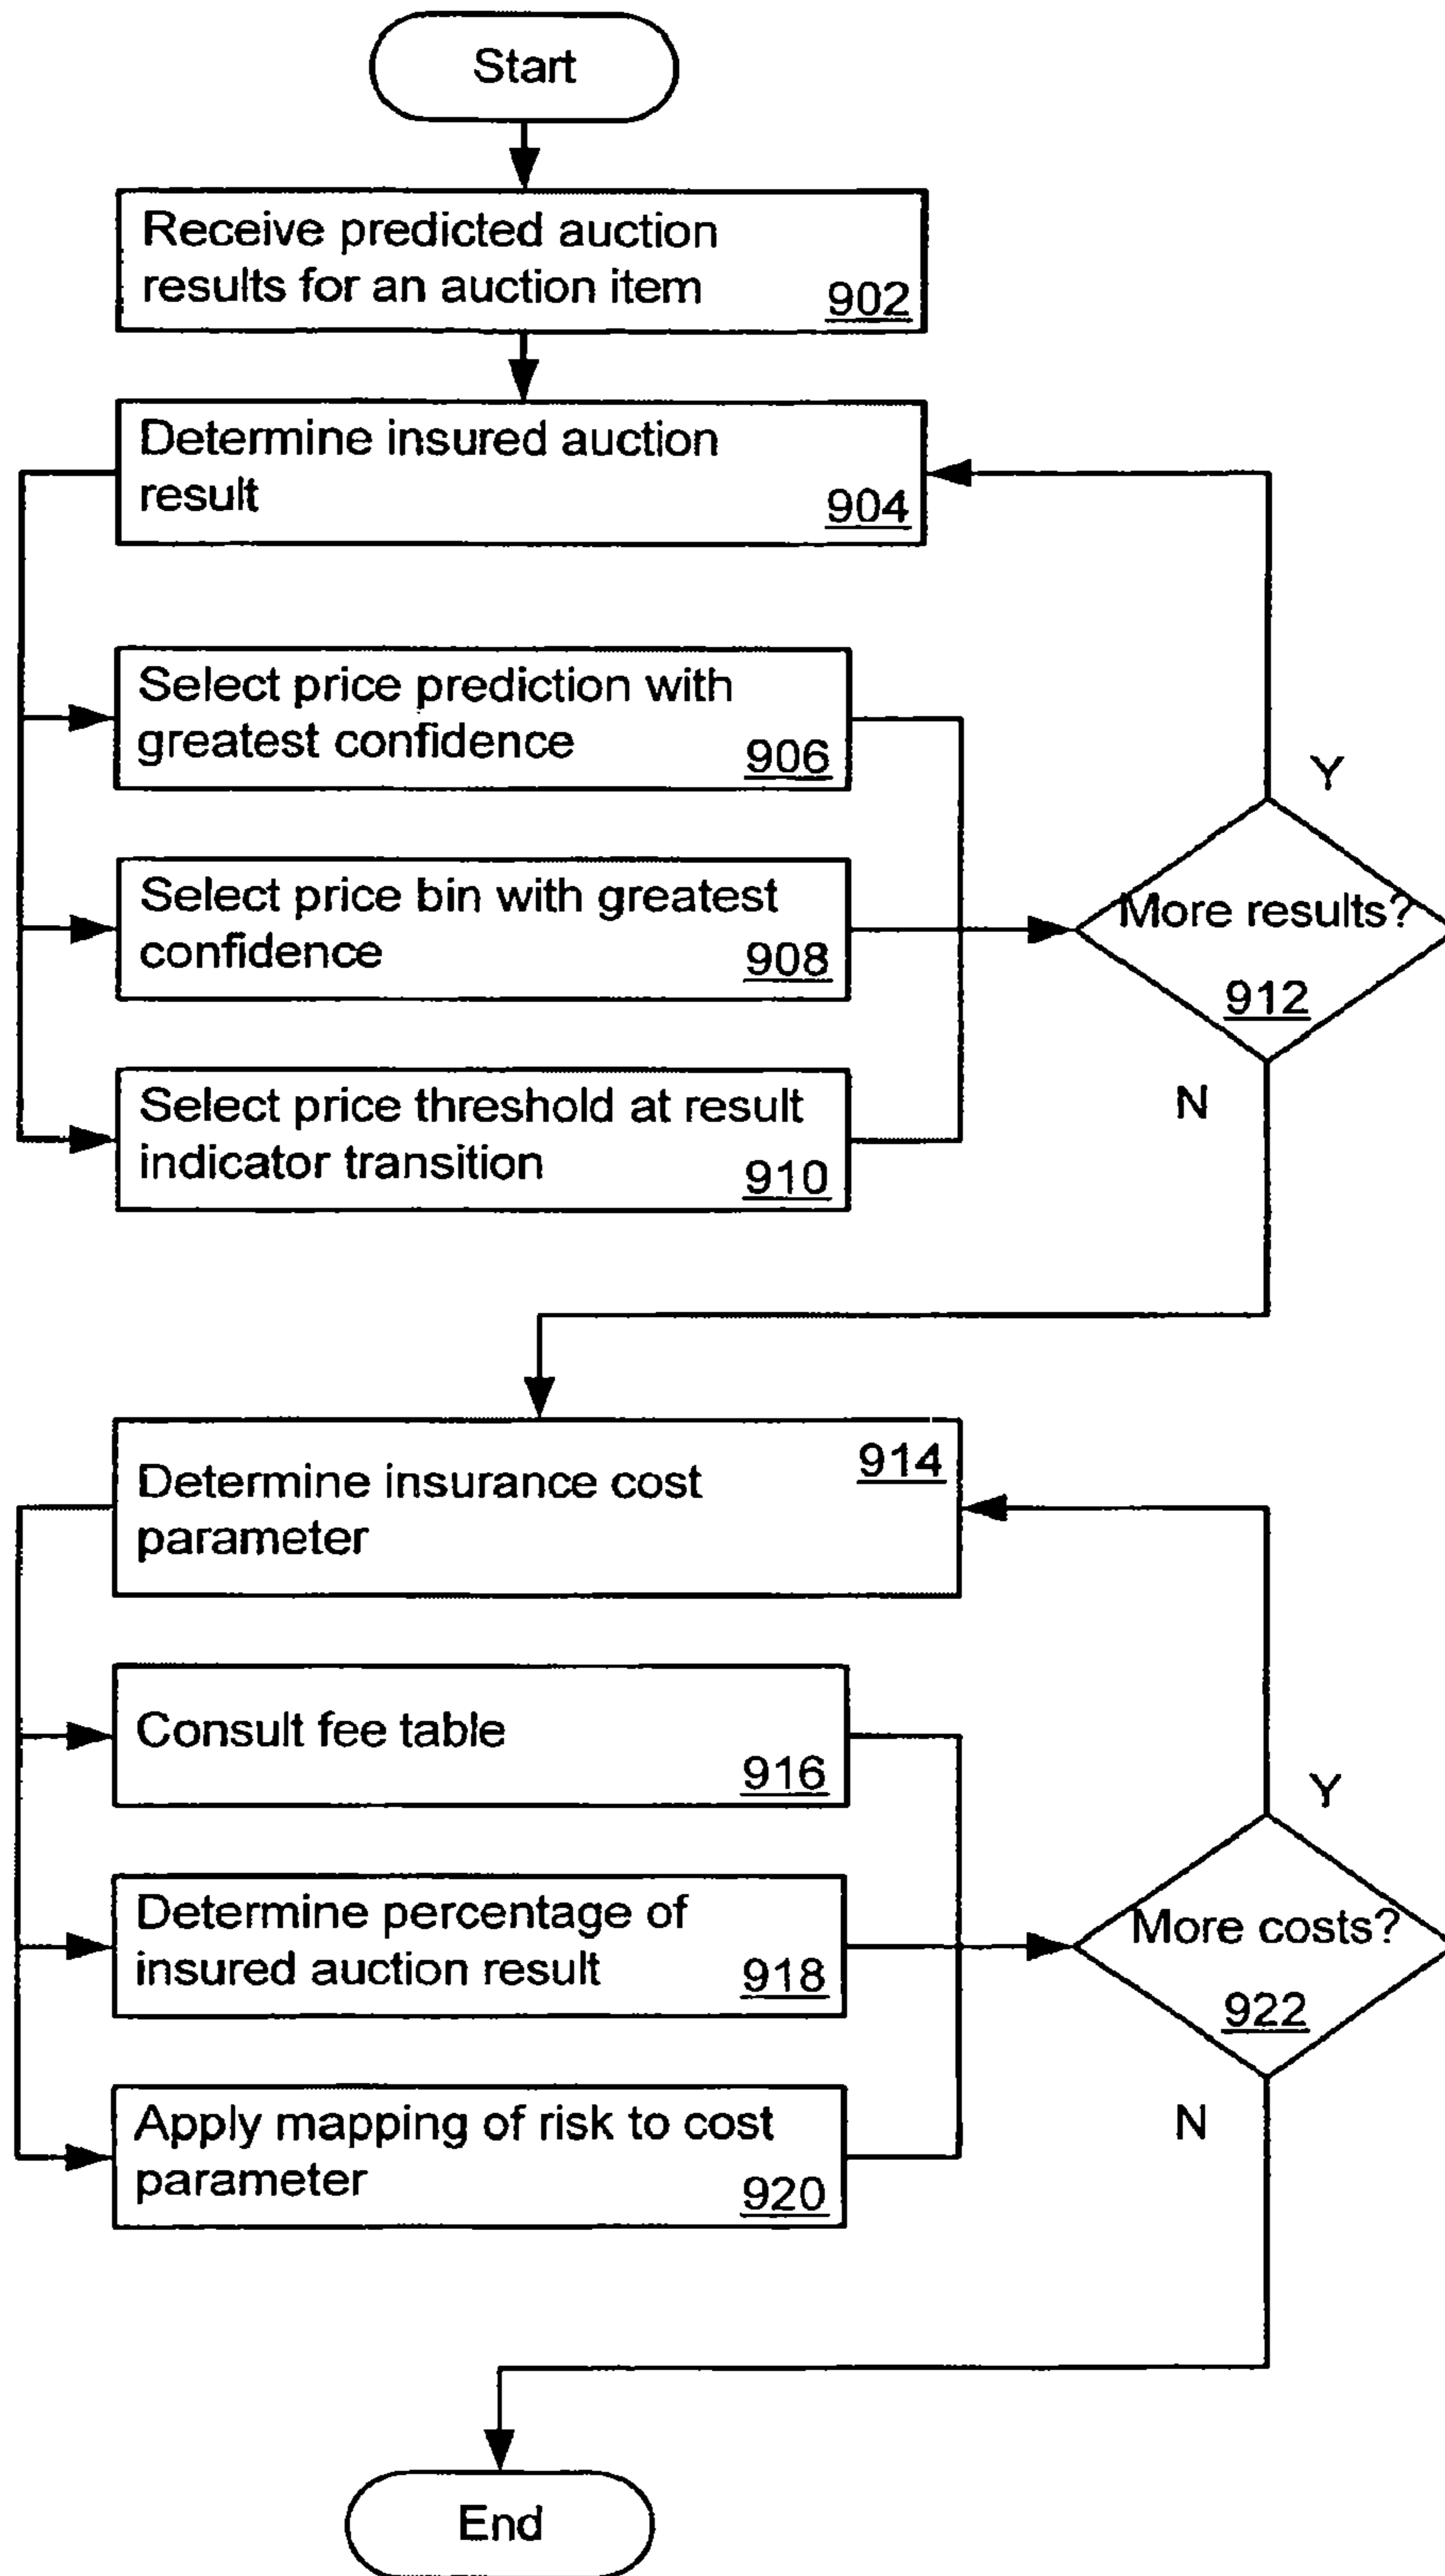 Start
Receive predicted auction
results for an auction item
902
Determine insured auction
result
904
Select price prediction with
greatest confidence
906
Select price bin with greatest
confidence
908
Select price threshold at result
indicator transition
910
Y
More results?
912
N
Determine insurance cost
parameter
914
Consult fee table
916
Determine percentage of
insured auction result
918
Apply mapping of risk to cost
parameter
920
Y
More costs?
922
N
End